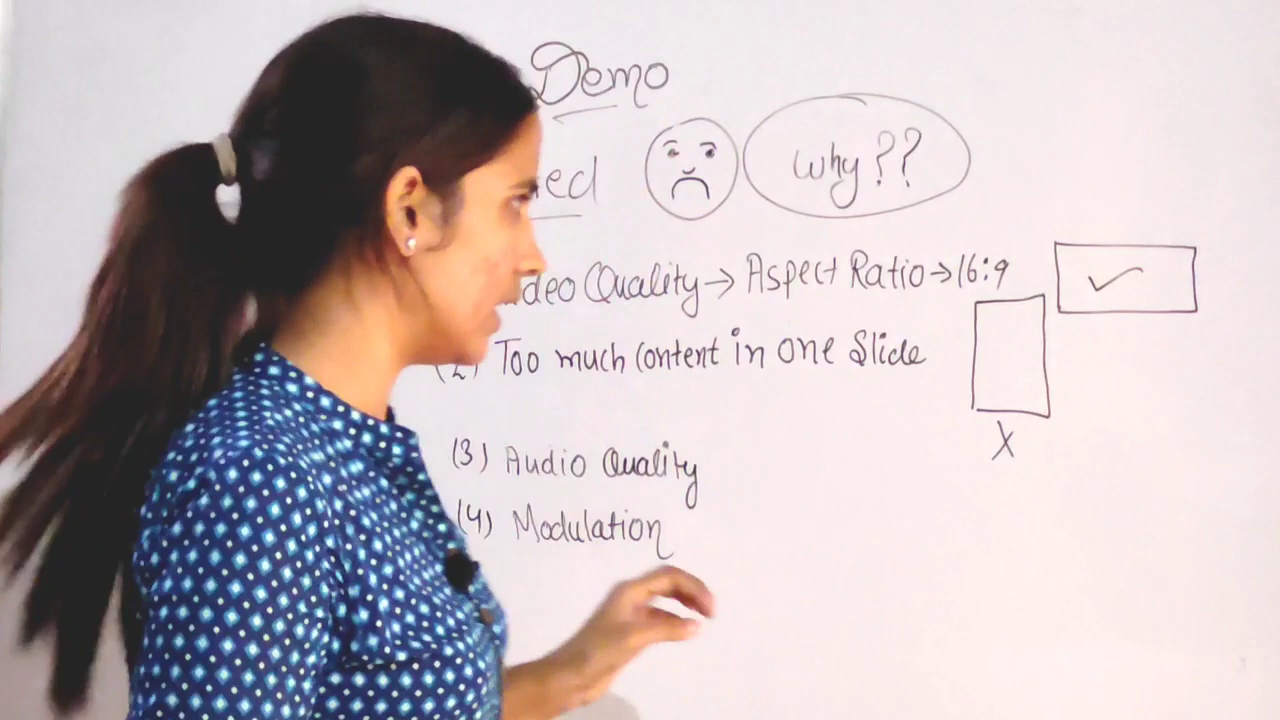 Demo
ed
why??
deo Quality → Aspect Ratio → 16:9
(2) Too much Content in one Slide
(3) Audio Quality
(4) Modulation